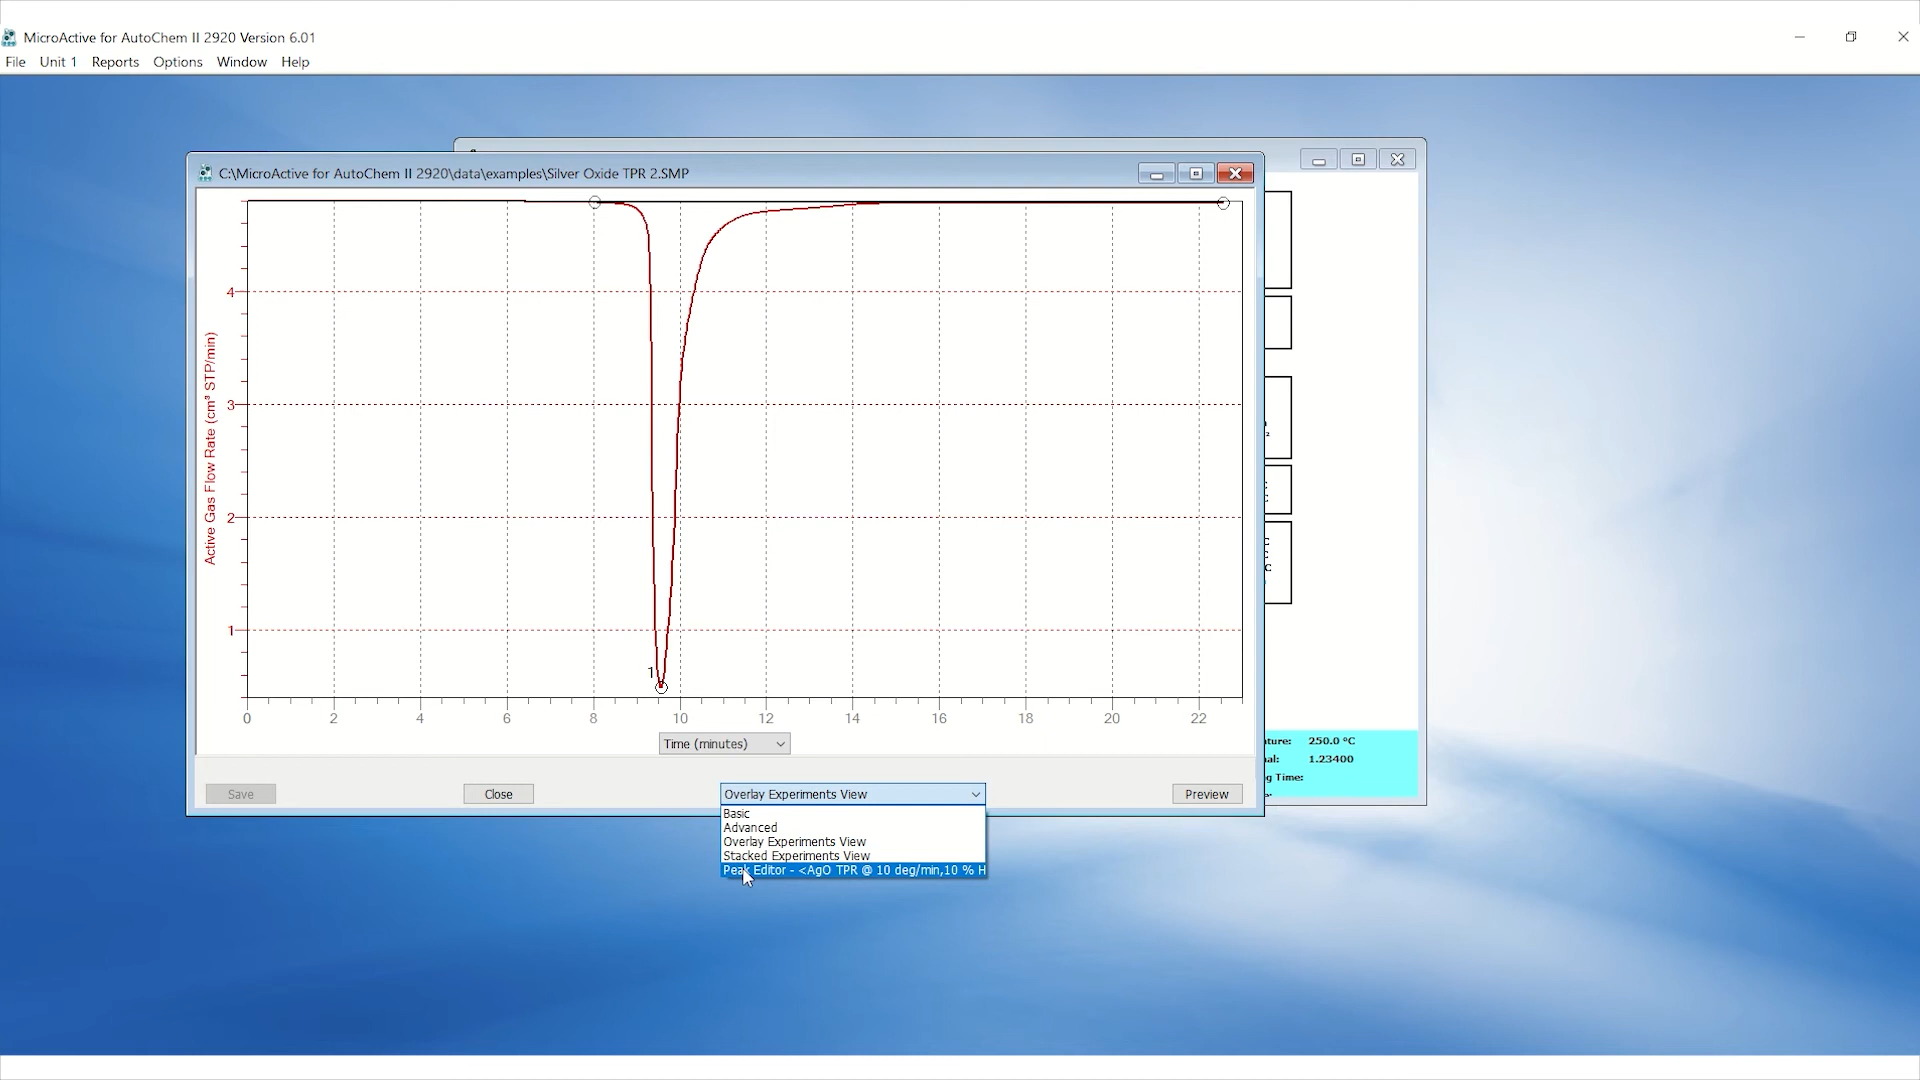 MicroActive for AutoChem II 2920 Version 6.01
File Unit 1 Reports Options Window Help
C:\MicroActive for AutoChem II 2920\data\examples\Silver Oxide TPR 2.SMP
Active Gas Flow Rate (cm³ STP/min)
4
3
2
1
1
0 2 4 6 8 10 12 14 16 18 20 22
Time (minutes)
Save
Close
Overlay Experiments View
Preview
Basic
Advanced
Overlay Experiments View
Stacked Experiments View
Peak Editor - <AgO TPR @ 10 deg/min,10 % H
250.0 °C
1.23400
g Time: